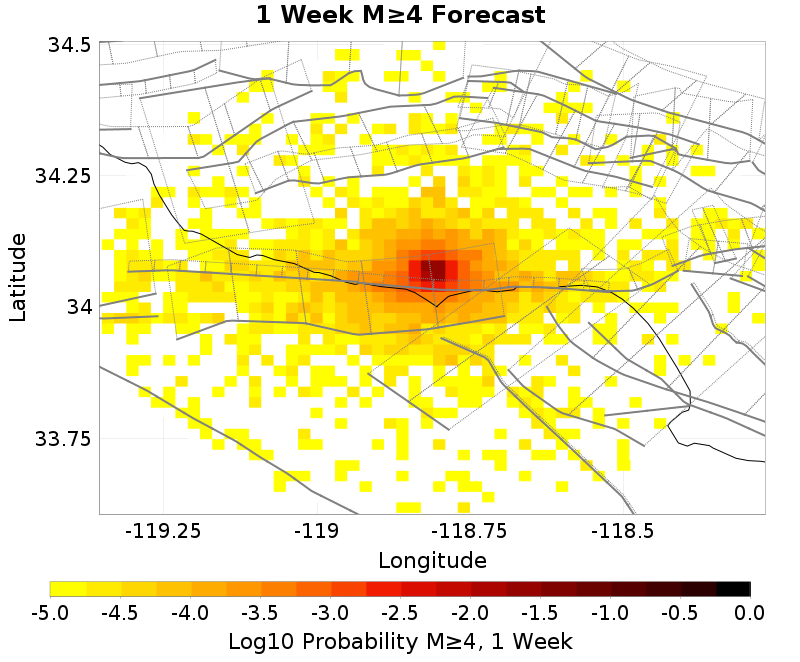 1 Week M≥4 Forecast
34.5
34.25
34
33.75
Latitude
-119.25 -119 -118.75 -118.5
Longitude
-5.0 -4.5 -4.0 -3.5 -3.0 -2.5 -2.0 -1.5 -1.0 -0.5 0.0
Log10 Probability M≥4, 1 Week